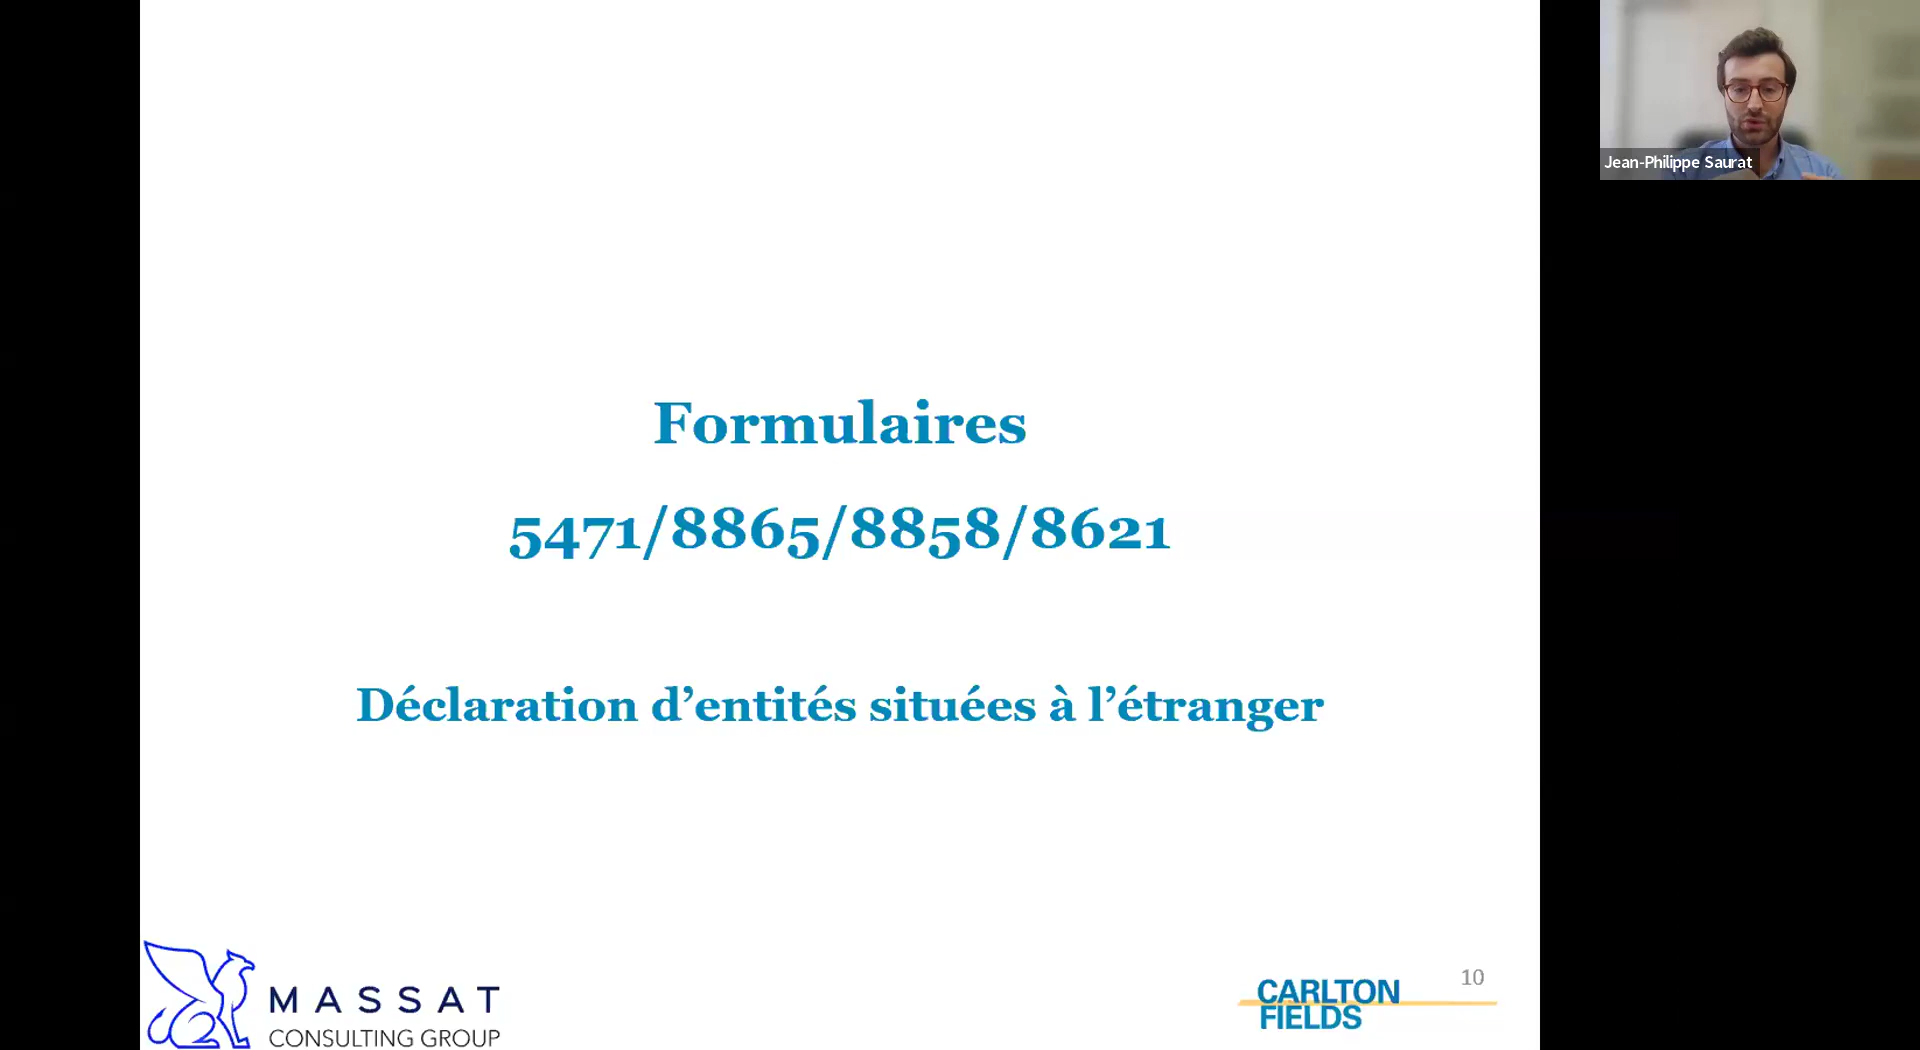 Jean-Philippe Saurat
Formulaires
5471/8865/8858/8621
Déclaration d’entités situées à l’étranger
MASSAT
CONSULTING GROUP
CARLTON
FIELDS
10